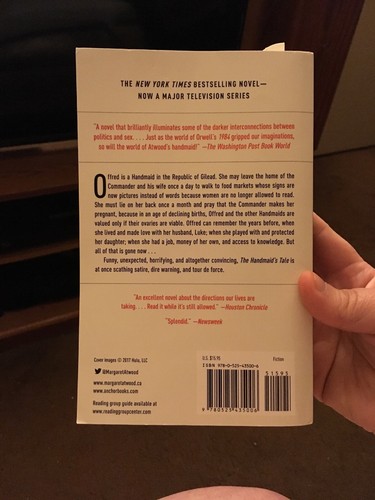 THE NEW YORK TIMES BESTSELLING NOVEL—
NOW A MAJOR TELEVISION SERIES
"A novel that brilliantly illuminates some of the darker interconnections between
politics and sex. . . . Just as the world of Orwell's 1984 gripped our imaginations,
so will the world of Atwood's handmaid!" —The Washington Post Book World
Offred is a Handmaid in the Republic of Gilead. She may leave the home of the
Commander and his wife once a day to walk to food markets whose signs are
now pictures instead of words because women are no longer allowed to read.
She must lie on her back once a month and pray that the Commander makes her
pregnant, because in an age of declining births, Offred and the other Handmaids are
valued only if their ovaries are viable. Offred can remember the years before, when
she lived and made love with her husband, Luke; when she played with and protected
her daughter; when she had a job, money of her own, and access to knowledge. But
all of that is gone now . . .
Funny, unexpected, horrifying, and altogether convincing, The Handmaid's Tale is
at once scathing satire, dire warning, and tour de force.
"An excellent novel about the directions our lives are
taking. . . . Read it while it's still allowed." —Houston Chronicle
"Splendid." —Newsweek
Cover images © 2017 Hulu, LLC
@MargaretAtwood
www.margaretatwood.ca
www.anchorbooks.com
Reading group guide available at
www.readinggroupcenter.com
U.S. $15.95
Fiction
ISBN 978-0-525-43500-6
51595
9 780525 435006